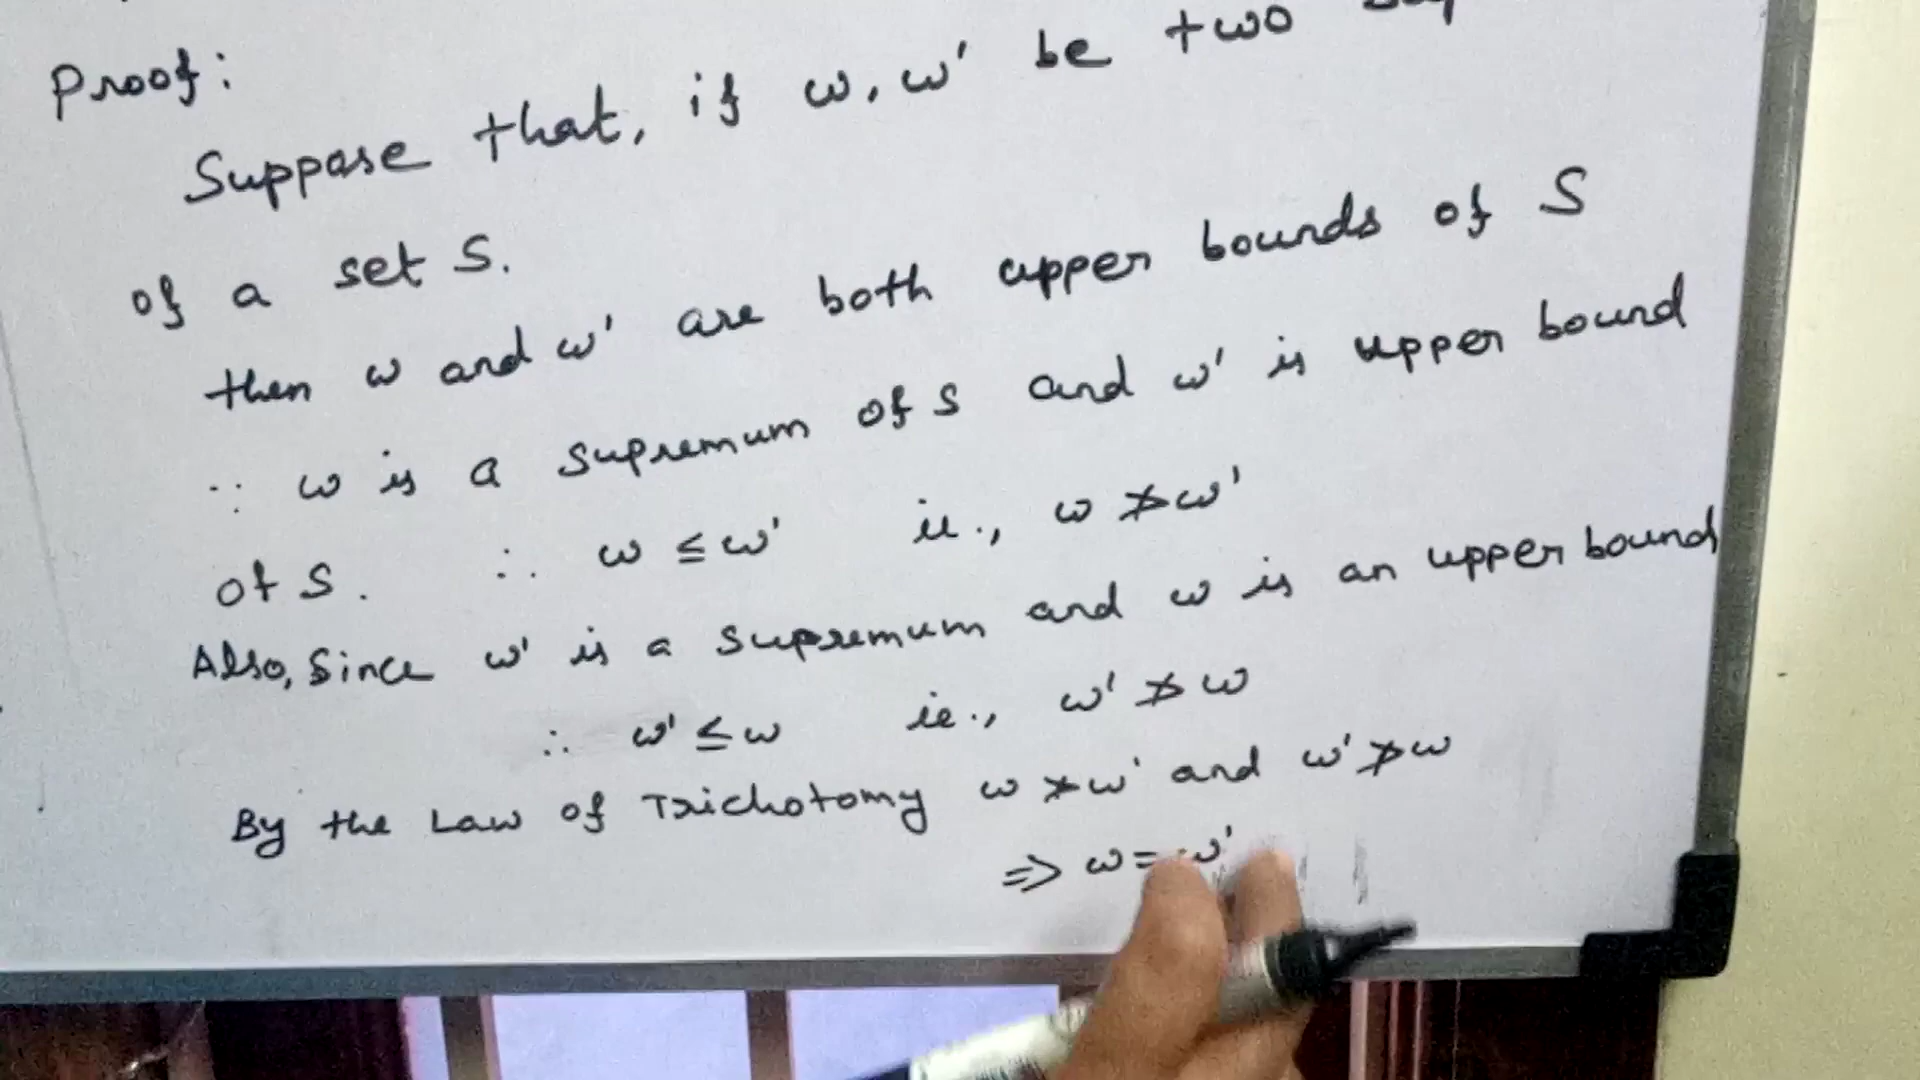 Proof:
Suppose that, if ω, ω' be two
of a set S.
then ω and ω' are both upper bounds of S
∵ ω is a supremum of S and ω' is upper bound
of S. ∴ ω ≤ ω' ie., ω ≯ ω'
Also, Since ω' is a supremum and ω is an upper bound
∴ ω' ≤ ω ie., ω' ≯ ω
By the Law of Trichotomy ω ≯ ω' and ω' ≯ ω
⇒ ω = ω'